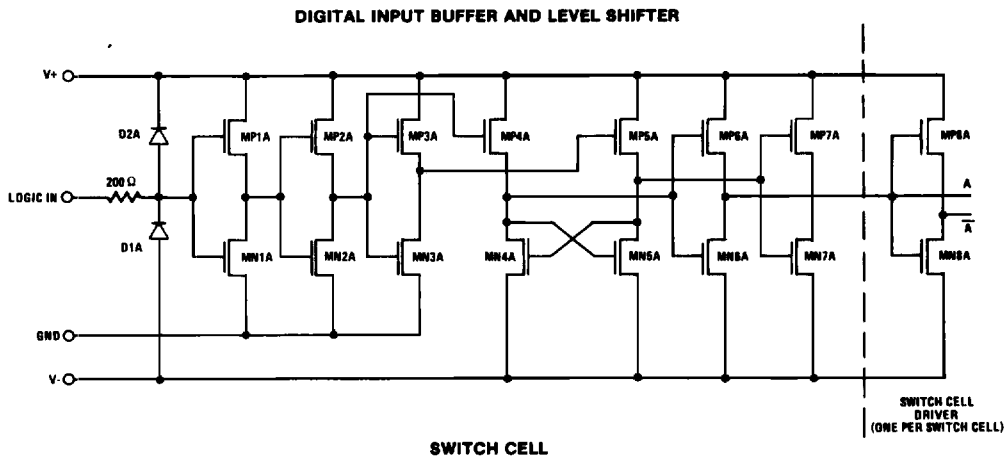 DIGITAL INPUT BUFFER AND LEVEL SHIFTER
V+
D2A
MP1A
MP2A
MP3A
MP4A
MP5A
MP6A
MP7A
MP8A
200 Ω
LOGIC IN
A
A̅
D1A
MN1A
MN2A
MN3A
MN4A
MN5A
MN6A
MN7A
MN8A
GND
V-
SWITCH CELL
DRIVER
(ONE PER SWITCH CELL)
SWITCH CELL